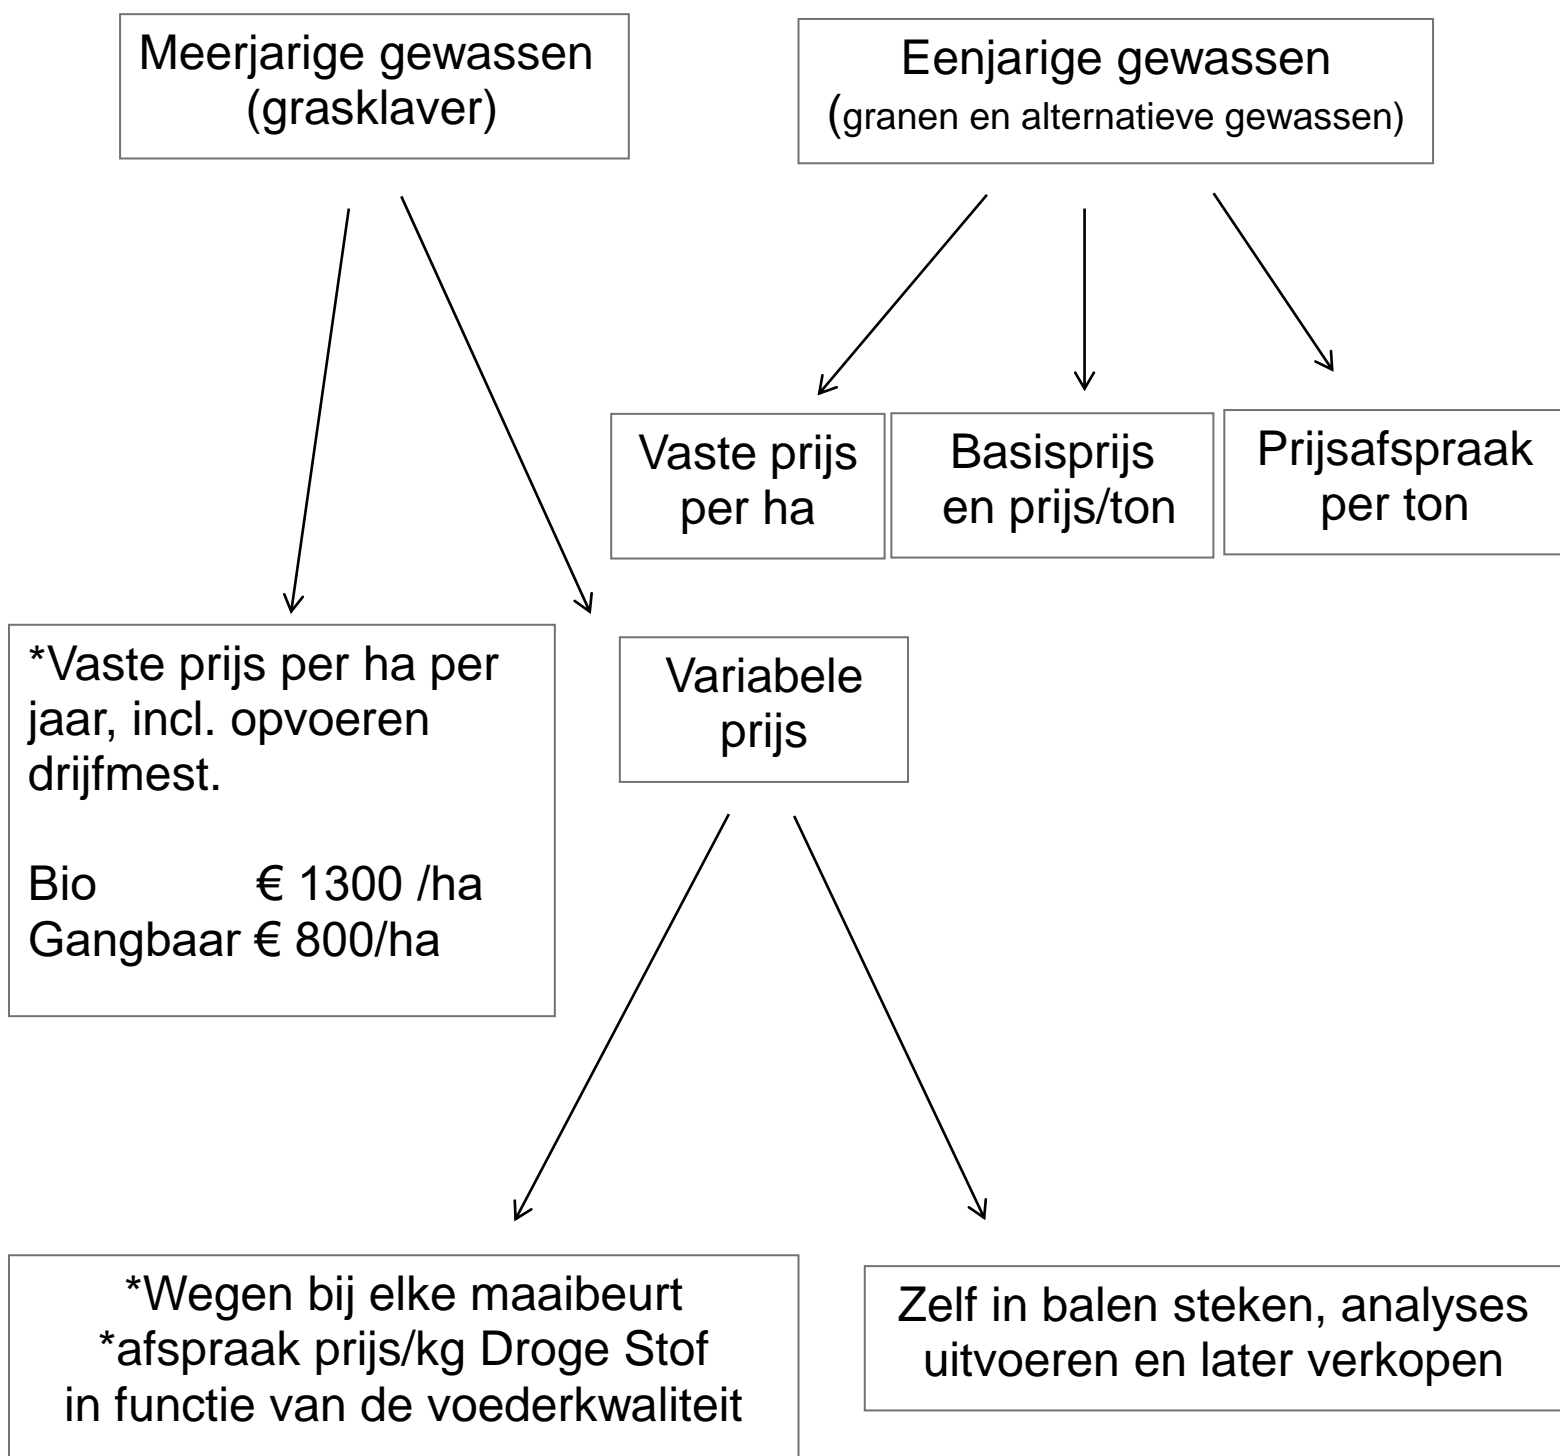 Meerjarige gewassen
(grasklaver)
Eenjarige gewassen
(granen en alternatieve gewassen)
Vaste prijs
per ha
Basisprijs
en prijs/ton
Prijsafspraak
per ton
*Vaste prijs per ha per
jaar, incl. opvoeren
drijfmest.
Bio € 1300 /ha
Gangbaar € 800/ha
Variabele
prijs
*Wegen bij elke maaibeurt
*afspraak prijs/kg Droge Stof
in functie van de voederkwaliteit
Zelf in balen steken, analyses
uitvoeren en later verkopen